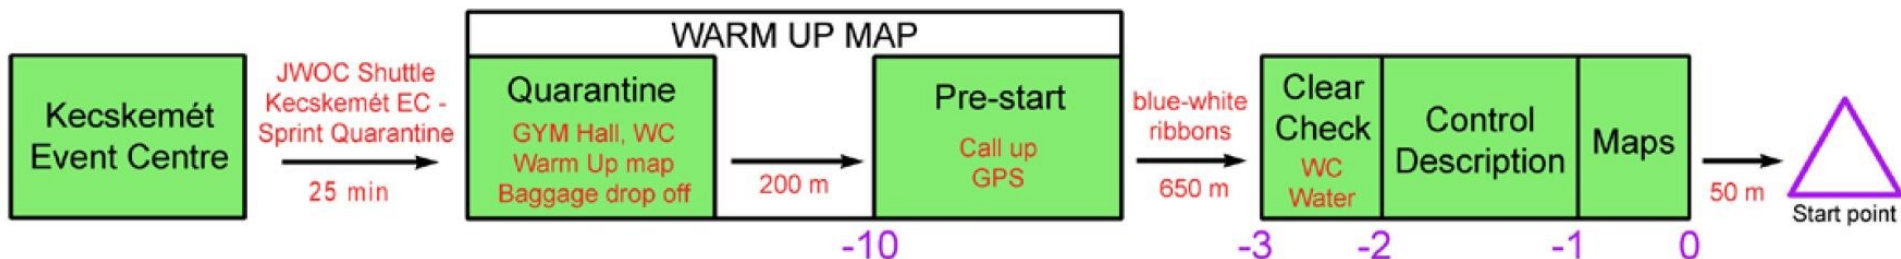 Kecskemét
Event Centre
JWOC Shuttle
Kecskemét EC -
Sprint Quarantine
25 min
WARM UP MAP
Quarantine
GYM Hall, WC
Warm Up map
Baggage drop off
200 m
Pre-start
Call up
GPS
-10
blue-white
ribbons
650 m
Clear
Check
WC
Water
Control
Description
Maps
-3
-2
-1
0
50 m
Start point